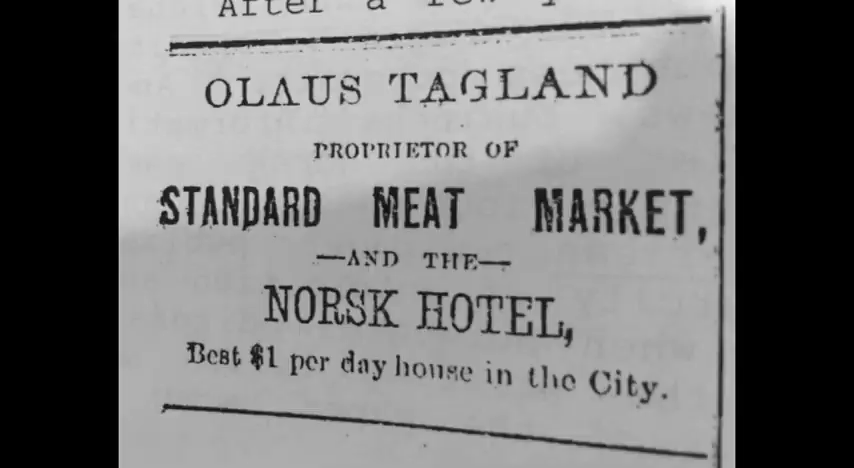 After a few
OLAUS TAGLAND
PROPRIETOR OF
STANDARD MEAT MARKET,
—AND THE—
NORSK HOTEL,
Best $1 per day house in the City.